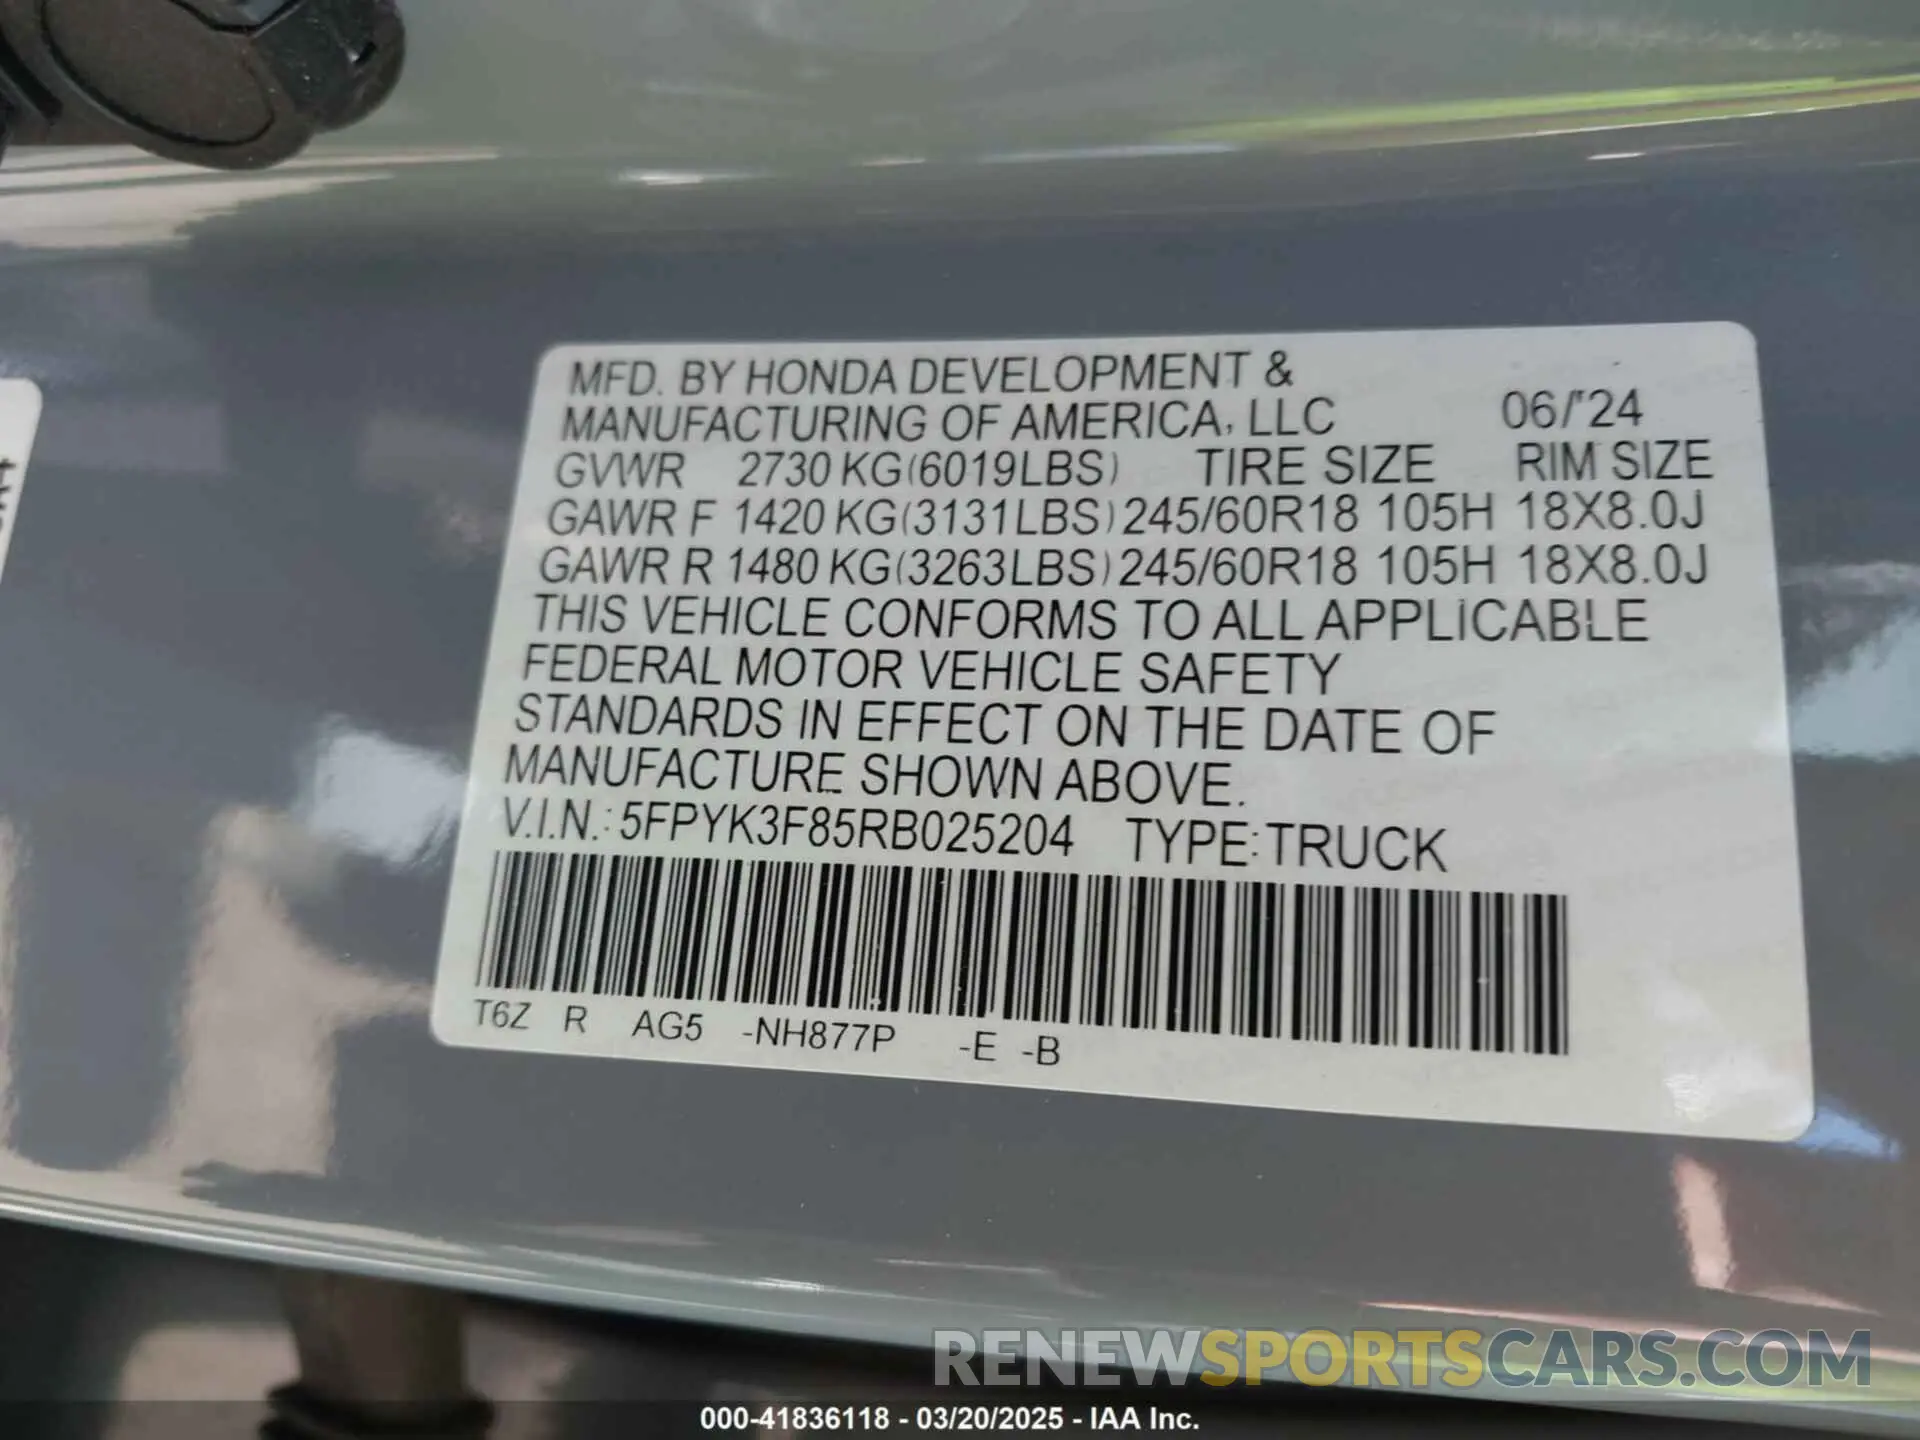 MFD. BY HONDA DEVELOPMENT &
MANUFACTURING OF AMERICA, LLC 06/'24
GVWR 2730 KG(6019LBS) TIRE SIZE RIM SIZE
GAWR F 1420 KG(3131LBS) 245/60R18 105H 18X8.0J
GAWR R 1480 KG(3263LBS) 245/60R18 105H 18X8.0J
THIS VEHICLE CONFORMS TO ALL APPLICABLE
FEDERAL MOTOR VEHICLE SAFETY
STANDARDS IN EFFECT ON THE DATE OF
MANUFACTURE SHOWN ABOVE.
V.I.N.: 5FPYK3F85RB025204 TYPE: TRUCK
T6Z R AG5 -NH877P -E -B
RENEWSPORTSCARS.COM
000-41836118 - 03/20/2025 - IAA Inc.